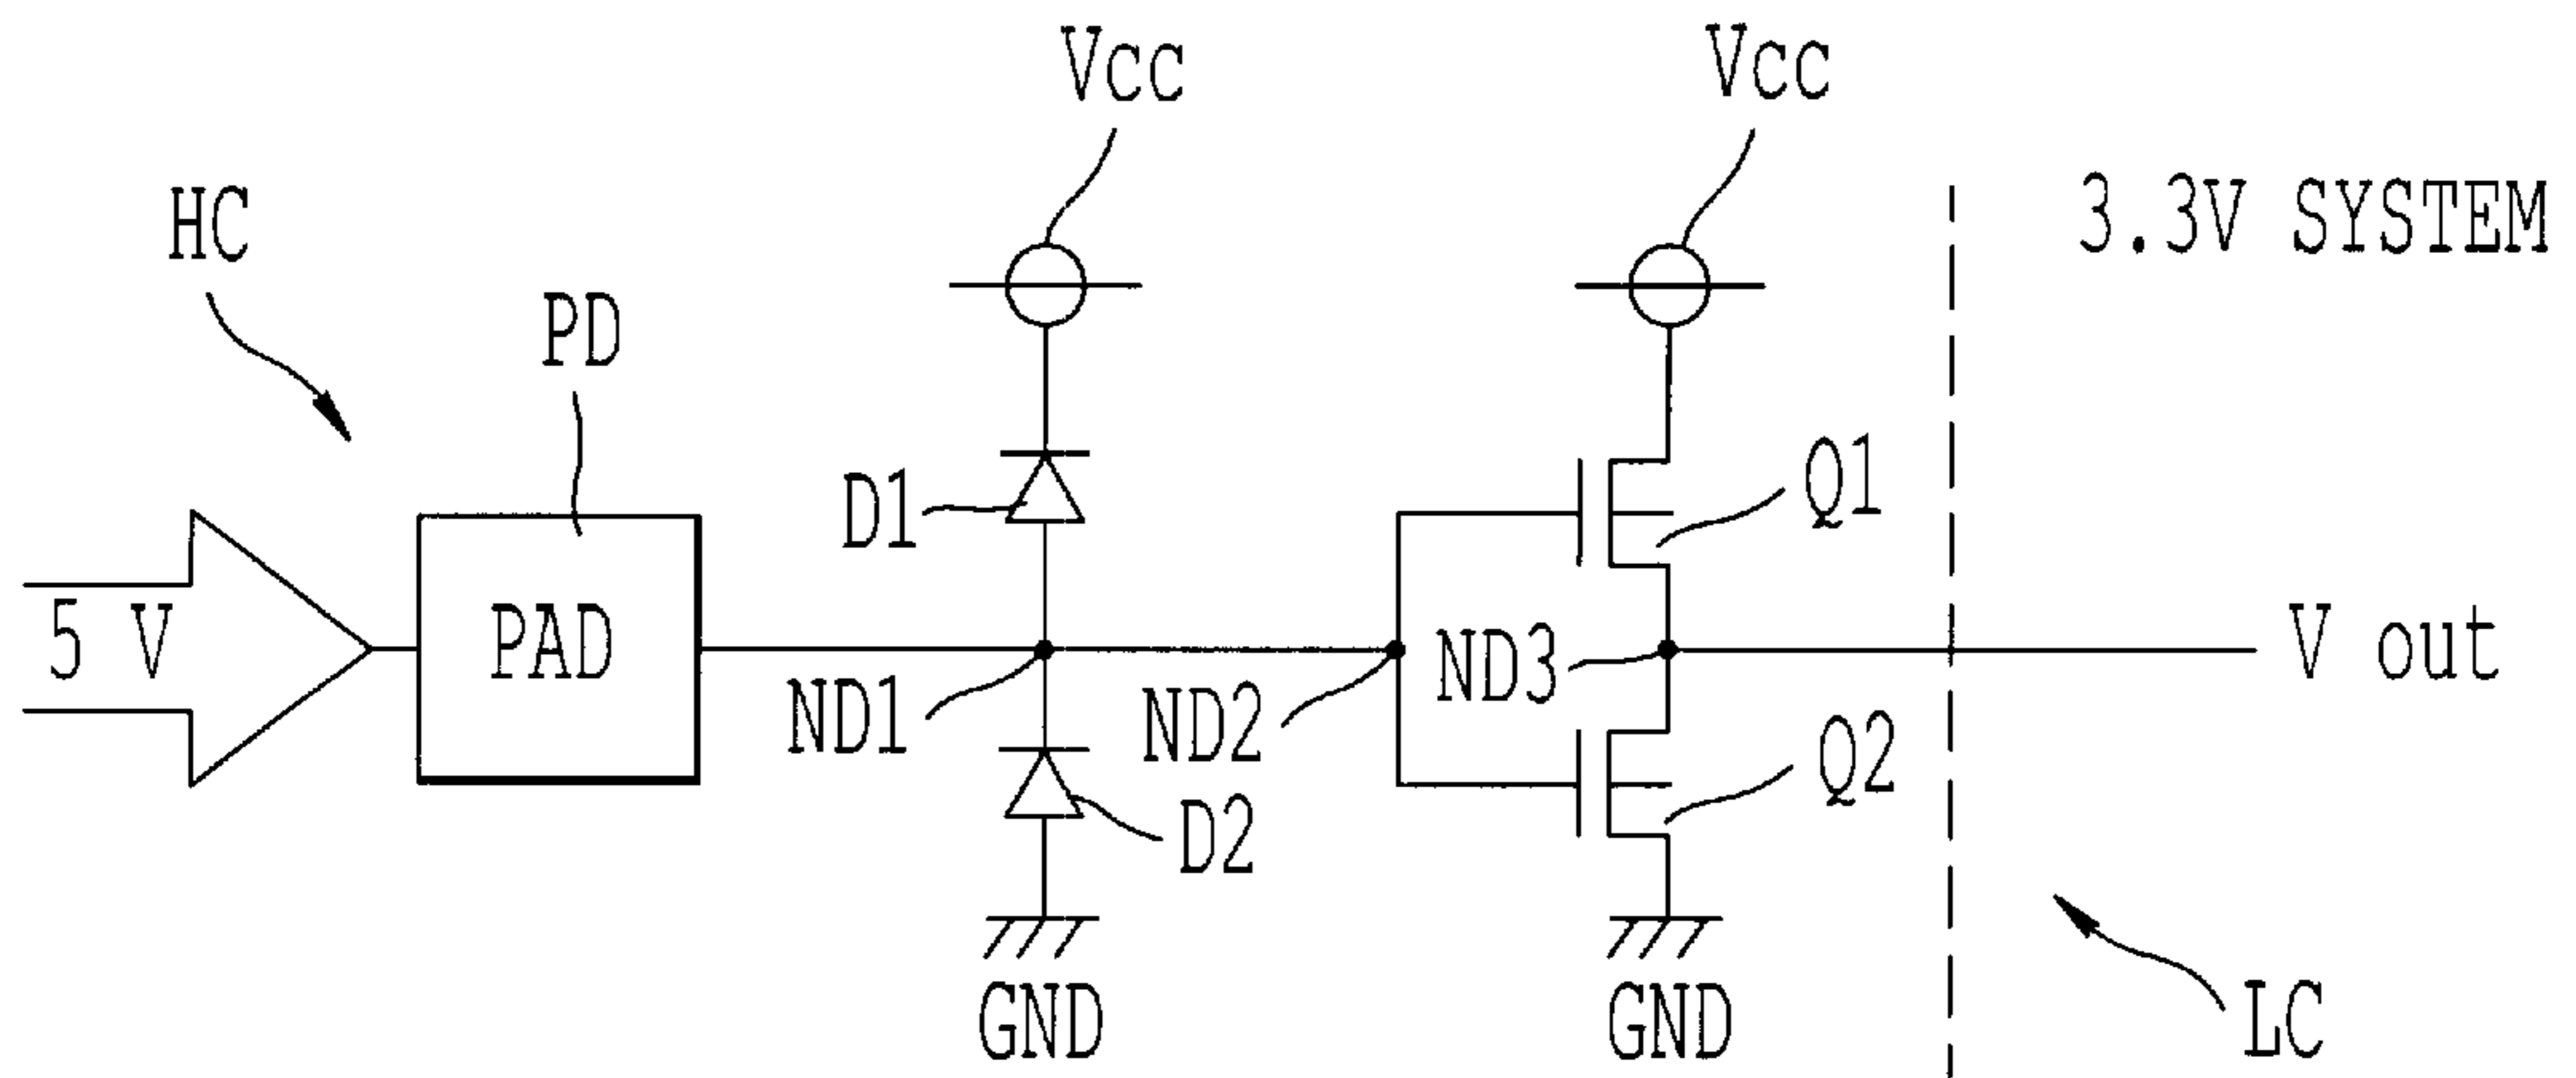 Vcc
Vcc
HC
3.3V SYSTEM
PD
D1
Q1
5 V
PAD
ND1
ND2
ND3
V out
D2
Q2
GND
GND
LC